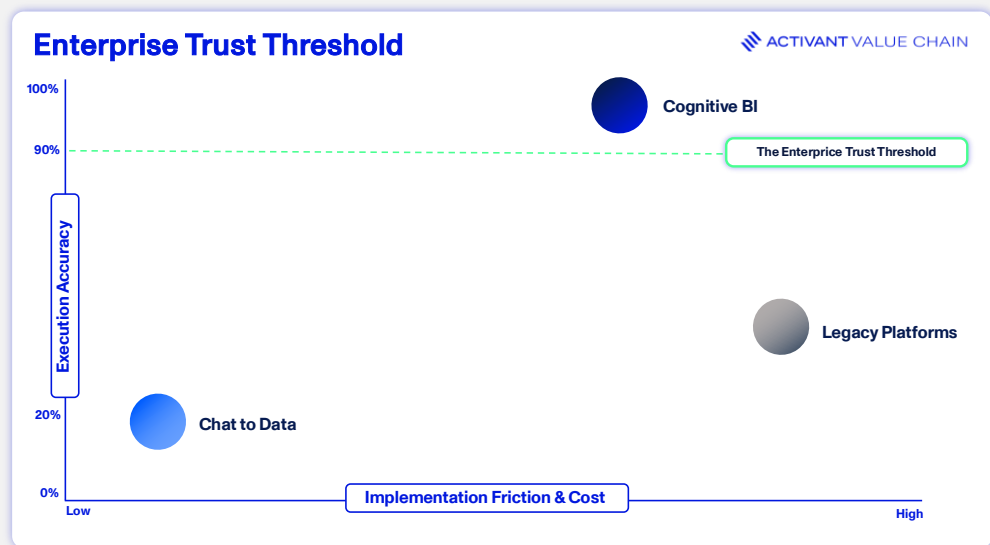 Enterprise Trust Threshold
ACTIVANT VALUE CHAIN
100%
Cognitive BI
90%
The Enterprice Trust Threshold
Execution Accuracy
Legacy Platforms
20%
Chat to Data
0%
Implementation Friction & Cost
Low
High